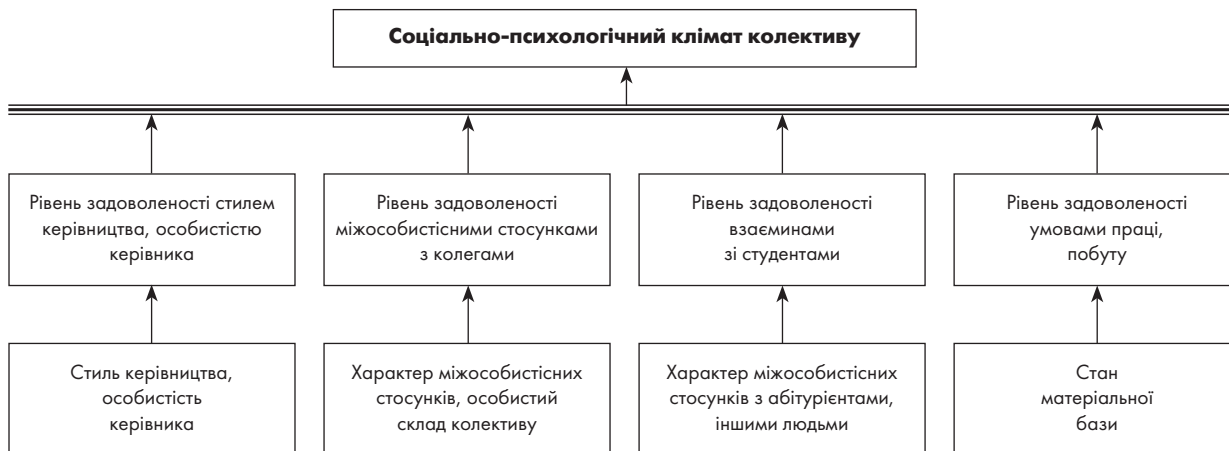 Соціально-психологічний клімат колективу
Рівень задоволеності стилем
керівництва, особистістю
керівника
Рівень задоволеності
міжособистісними стосунками
з колегами
Рівень задоволеності
взаєминами
зі студентами
Рівень задоволеності
умовами праці,
побуту
Стиль керівництва,
особистість
керівника
Характер міжособистісних
стосунків, особистий
склад колективу
Характер міжособистісних
стосунків з абітурієнтами,
іншими людьми
Стан
матеріальної
бази